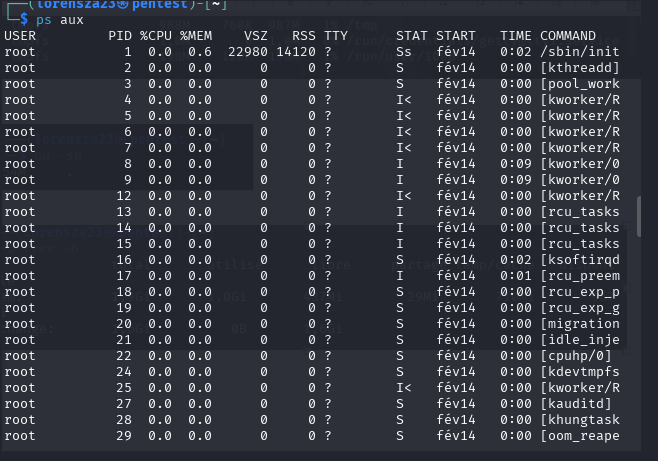 ┌──(lorensza23㉿pentest)-[~]
└─$ ps aux
USER         PID %CPU %MEM    VSZ   RSS TTY      STAT START   TIME COMMAND
root           1  0.0  0.6  22980 14120 ?        Ss   fév14   0:02 /sbin/init
root           2  0.0  0.0      0     0 ?        S    fév14   0:00 [kthreadd]
root           3  0.0  0.0      0     0 ?        S    fév14   0:00 [pool_work
root           4  0.0  0.0      0     0 ?        I<   fév14   0:00 [kworker/R
root           5  0.0  0.0      0     0 ?        I<   fév14   0:00 [kworker/R
root           6  0.0  0.0      0     0 ?        I<   fév14   0:00 [kworker/R
root           7  0.0  0.0      0     0 ?        I<   fév14   0:00 [kworker/R
root           8  0.0  0.0      0     0 ?        I    fév14   0:09 [kworker/0
root           9  0.0  0.0      0     0 ?        I    fév14   0:09 [kworker/0
root          12  0.0  0.0      0     0 ?        I<   fév14   0:00 [kworker/R
root          13  0.0  0.0      0     0 ?        I    fév14   0:00 [rcu_tasks
root          14  0.0  0.0      0     0 ?        I    fév14   0:00 [rcu_tasks
root          15  0.0  0.0      0     0 ?        I    fév14   0:00 [rcu_tasks
root          16  0.0  0.0      0     0 ?        S    fév14   0:02 [ksoftirqd
root          17  0.0  0.0      0     0 ?        I    fév14   0:01 [rcu_preem
root          18  0.0  0.0      0     0 ?        S    fév14   0:00 [rcu_exp_p
root          19  0.0  0.0      0     0 ?        S    fév14   0:00 [rcu_exp_g
root          20  0.0  0.0      0     0 ?        S    fév14   0:00 [migration
root          21  0.0  0.0      0     0 ?        S    fév14   0:00 [idle_inje
root          22  0.0  0.0      0     0 ?        S    fév14   0:00 [cpuhp/0]
root          24  0.0  0.0      0     0 ?        S    fév14   0:00 [kdevtmpfs
root          25  0.0  0.0      0     0 ?        I<   fév14   0:00 [kworker/R
root          27  0.0  0.0      0     0 ?        S    fév14   0:00 [kauditd]
root          28  0.0  0.0      0     0 ?        S    fév14   0:00 [khungtask
root          29  0.0  0.0      0     0 ?        S    fév14   0:00 [oom_reape